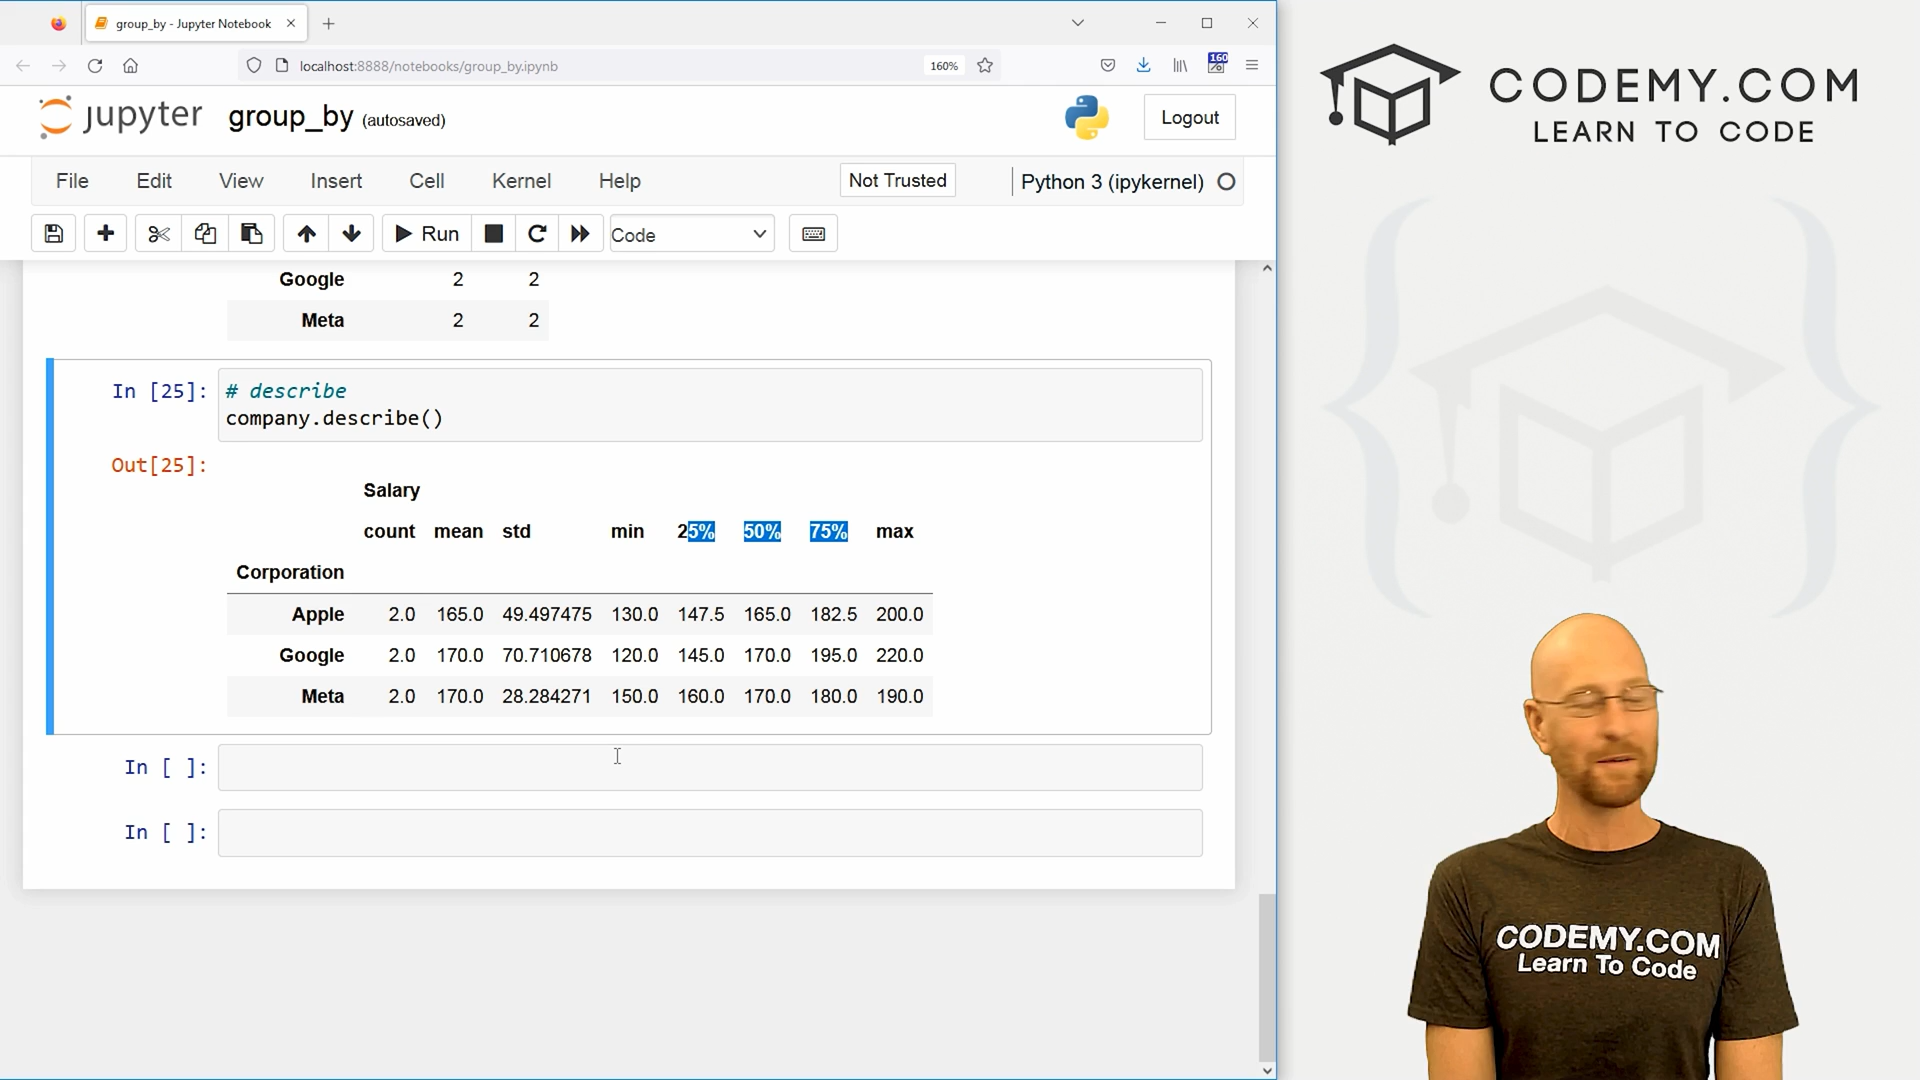 group_by - Jupyter Notebook
localhost:8888/notebooks/group_by.ipynb
160%
160
jupyter group_by (autosaved)
Logout
File Edit View Insert Cell Kernel Help
Not Trusted
Python 3 (ipykernel)
Run
Code
Google 2 2
Meta 2 2
In [25]:
# describe
company.describe()
Out[25]:
Salary
count mean std min 25% 50% 75% max
Corporation
Apple 2.0 165.0 49.497475 130.0 147.5 165.0 182.5 200.0
Google 2.0 170.0 70.710678 120.0 145.0 170.0 195.0 220.0
Meta 2.0 170.0 28.284271 150.0 160.0 170.0 180.0 190.0
In [ ]:
In [ ]:
CODEMY.COM
LEARN TO CODE
CODEMY.COM
Learn To Code